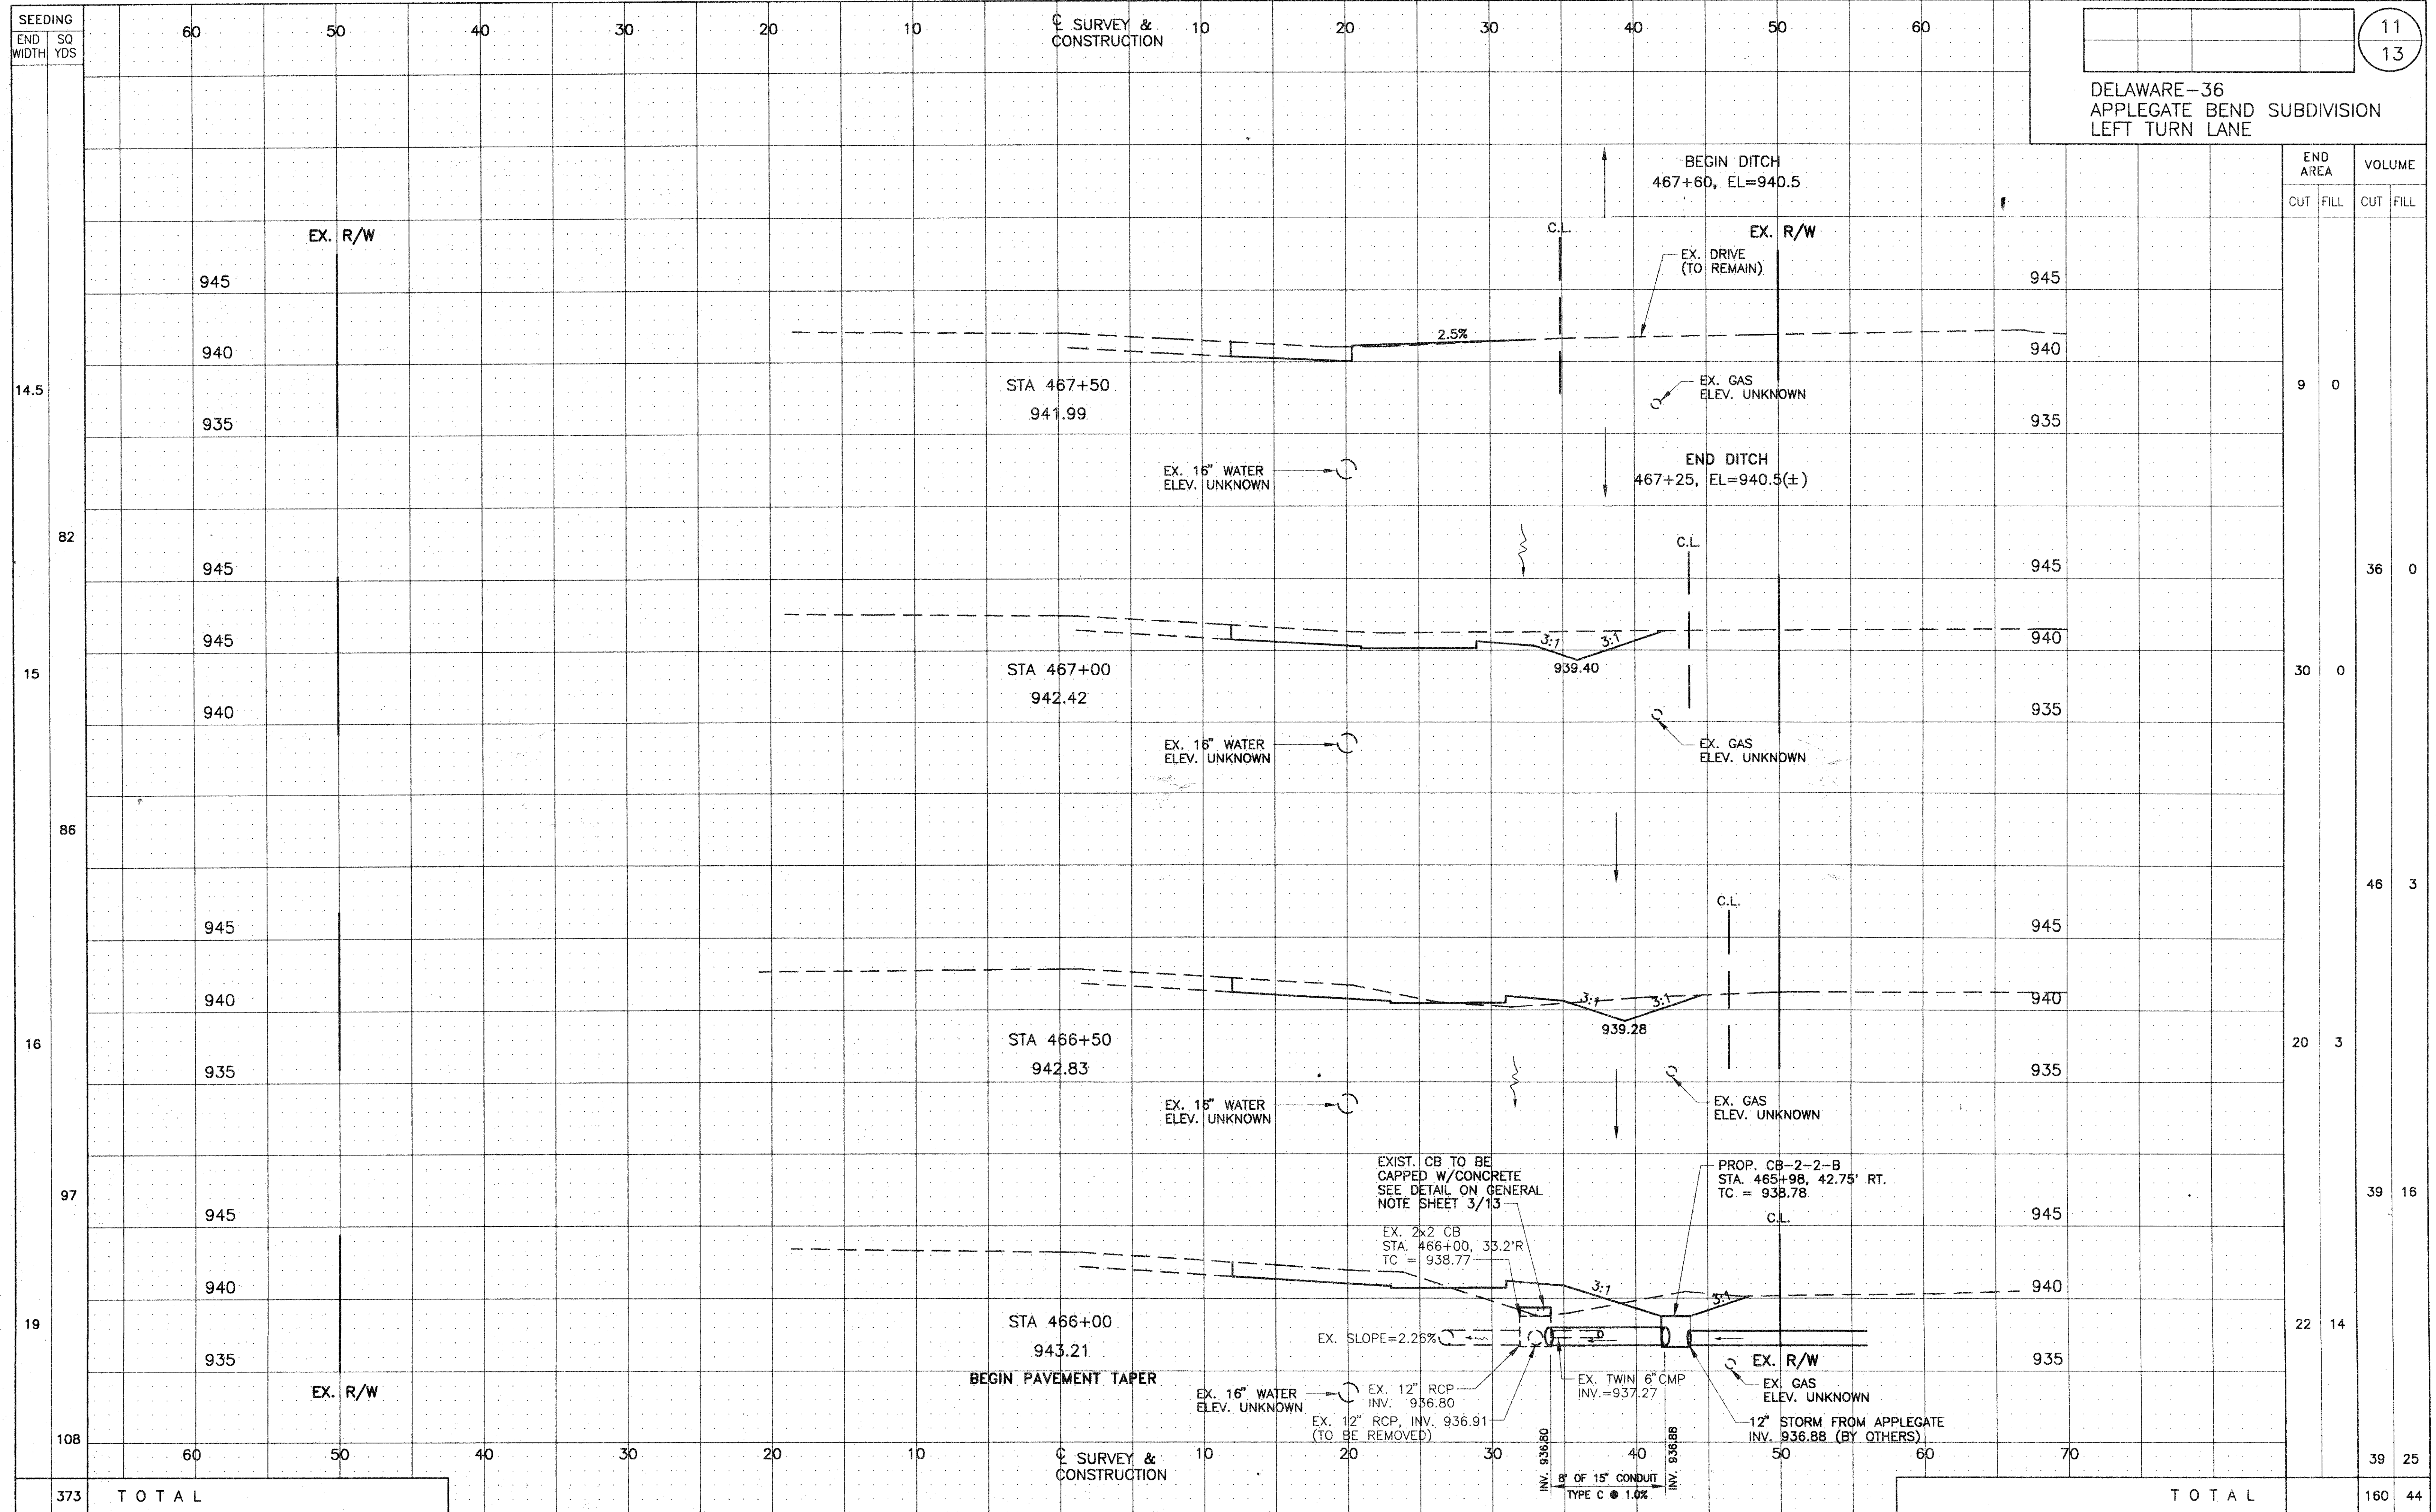 SEEDING
END WIDTH
SQ YDS
60 50 40 30 20 10 ℄ SURVEY & CONSTRUCTION 10 20 30 40 50 60
11
13
DELAWARE-36
APPLEGATE BEND SUBDIVISION
LEFT TURN LANE
END AREA
VOLUME
CUT FILL CUT FILL
BEGIN DITCH
467+60, EL=940.5
EX. R/W
C.L.
EX. R/W
EX. DRIVE
(TO REMAIN)
945
945
2.5%
940
940
14.5
STA 467+50
941.99
EX. GAS
ELEV. UNKNOWN
9 0
935
935
EX. 16" WATER
ELEV. UNKNOWN
END DITCH
467+25, EL=940.5(±)
82
C.L.
945
945
36 0
945
3:1
3:1
940
15
STA 467+00
942.42
939.40
30 0
940
935
EX. 16" WATER
ELEV. UNKNOWN
EX. GAS
ELEV. UNKNOWN
86
46 3
C.L.
945
945
940
3:1
3:1
940
939.28
16
STA 466+50
942.83
20 3
935
935
EX. 16" WATER
ELEV. UNKNOWN
EX. GAS
ELEV. UNKNOWN
EXIST. CB TO BE
CAPPED W/CONCRETE
SEE DETAIL ON GENERAL
NOTE SHEET 3/13
PROP. CB-2-2-B
STA. 465+98, 42.75' RT.
TC = 938.78
97
39 16
945
C.L.
945
EX. 2x2 CB
STA. 466+00, 33.2'R
TC = 938.77
940
3:1
3:1
940
19
STA 466+00
943.21
EX. SLOPE=2.26%
22 14
935
935
BEGIN PAVEMENT TAPER
EX. R/W
EX. R/W
EX. 16" WATER
ELEV. UNKNOWN
EX. 12" RCP
INV. 936.80
EX. TWIN 6"CMP
INV.=937.27
EX. GAS
ELEV. UNKNOWN
EX. 12" RCP, INV. 936.91
(TO BE REMOVED)
12" STORM FROM APPLEGATE
INV. 936.88 (BY OTHERS)
108
60 50 40 30 20 10 ℄ SURVEY & CONSTRUCTION 10 20 30 40 50 60 70
INV. 936.80
INV. 936.88
8' OF 15" CONDUIT
TYPE C @ 1.0%
39 25
373 TOTAL
TOTAL 160 44